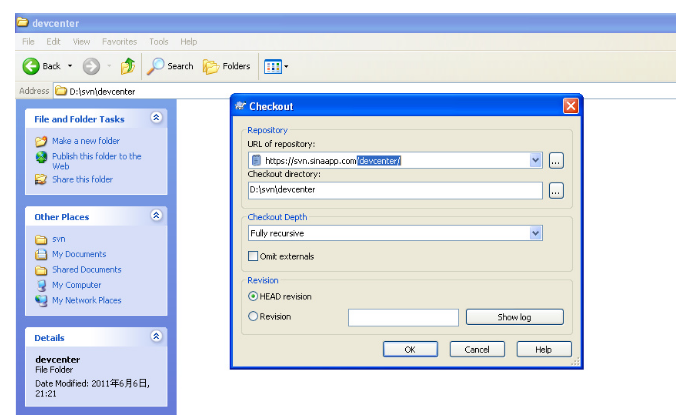 devcenter
File Edit View Favorites Tools Help
Back Search Folders
Address D:\svn\devcenter
File and Folder Tasks
Make a new folder
Publish this folder to the
Web
Share this folder
Other Places
svn
My Documents
Shared Documents
My Computer
My Network Places
Details
devcenter
File Folder
Date Modified: 2011年6月6日,
21:21
Checkout
Repository
URL of repository:
https://svn.sinaapp.com/devcenter/
...
Checkout directory:
D:\svn\devcenter
...
Checkout Depth
Fully recursive
Omit externals
Revision
HEAD revision
Revision
Show log
OK Cancel Help